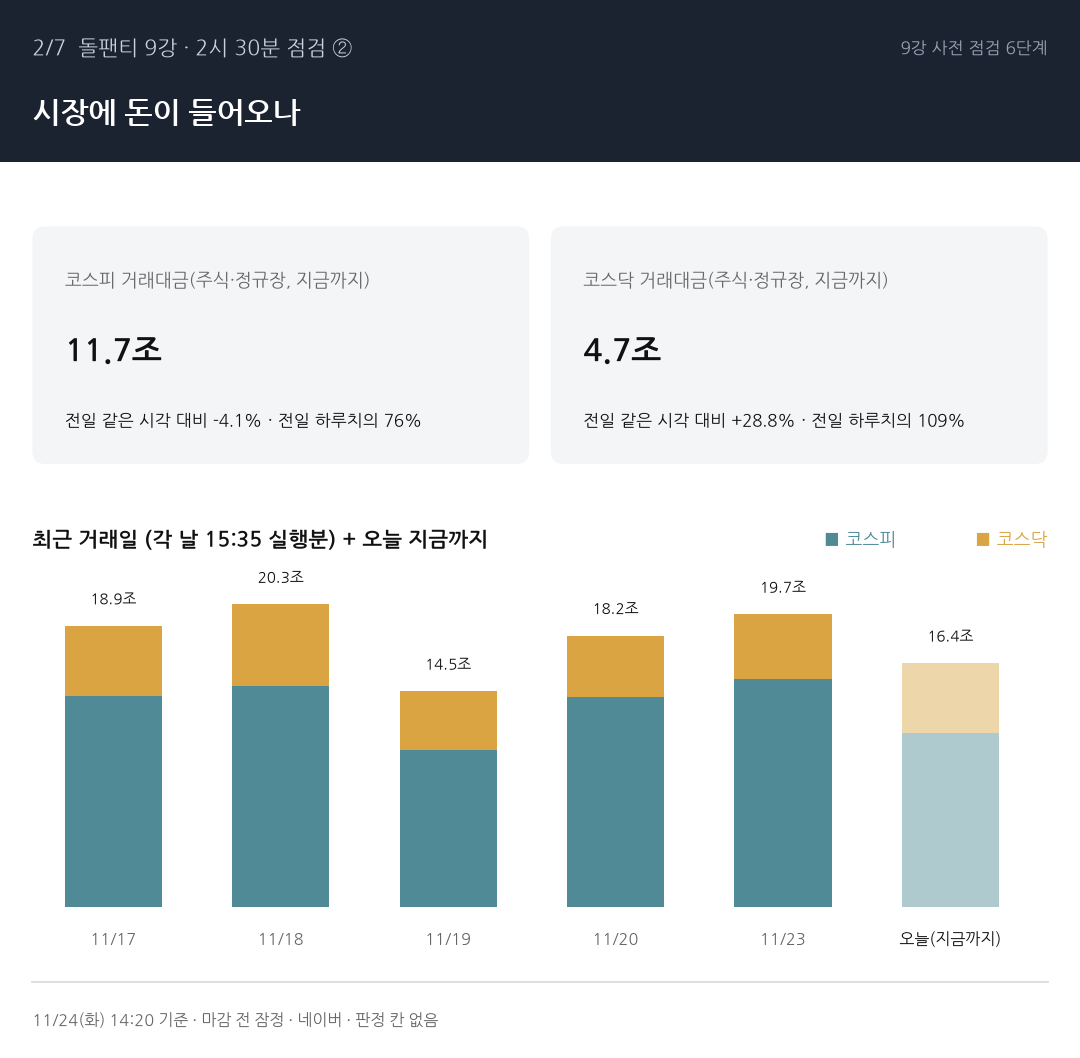 2/7 돌팬티 9강 · 2시 30분 점검 ②
9강 사전 점검 6단계
시장에 돈이 들어오나
코스피 거래대금(주식·정규장, 지금까지)
11.7조
전일 같은 시각 대비 -4.1% · 전일 하루치의 76%
코스닥 거래대금(주식·정규장, 지금까지)
4.7조
전일 같은 시각 대비 +28.8% · 전일 하루치의 109%
최근 거래일 (각 날 15:35 실행분) + 오늘 지금까지
코스피
코스닥
18.9조
20.3조
14.5조
18.2조
19.7조
16.4조
11/17
11/18
11/19
11/20
11/23
오늘(지금까지)
11/24(화) 14:20 기준 · 마감 전 잠정 · 네이버 · 판정 칸 없음